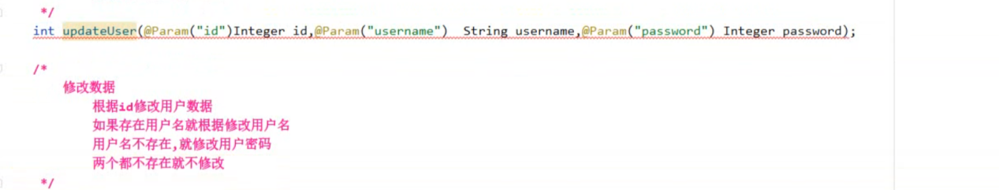 */
int updateUser(@Param("id")Integer id,@Param("username")  String username,@Param("password") Integer password);
/*
修改数据
根据id修改用户数据
如果存在用户名就根据修改用户名
用户名不存在,就修改用户密码
两个都不存在就不修改
*/